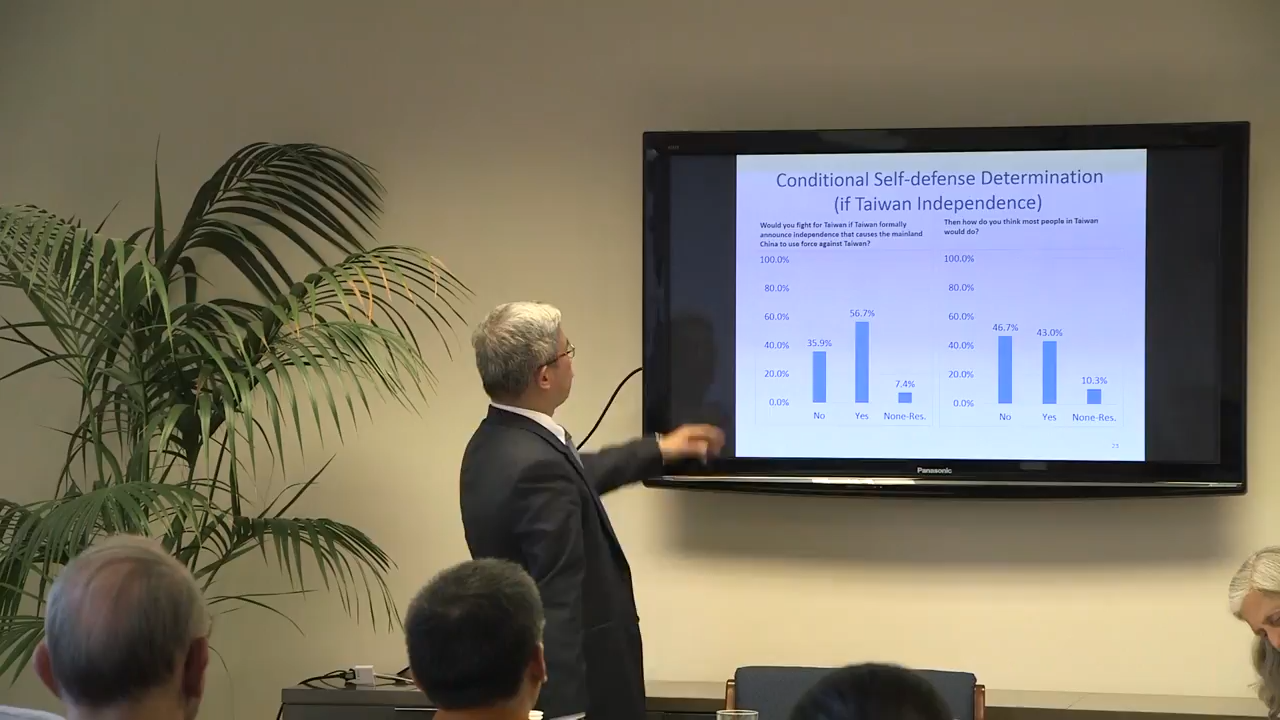 Conditional Self-defense Determination
(if Taiwan Independence)
Would you fight for Taiwan if Taiwan formally
announce independence that causes the mainland
China to use force against Taiwan?
100.0%
80.0%
60.0%
40.0%
20.0%
0.0%
35.9%
56.7%
7.4%
No
Yes
None-Res.
Then how do you think most people in Taiwan
would do?
100.0%
80.0%
60.0%
40.0%
20.0%
0.0%
46.7%
43.0%
10.3%
No
Yes
None-Res.
Panasonic